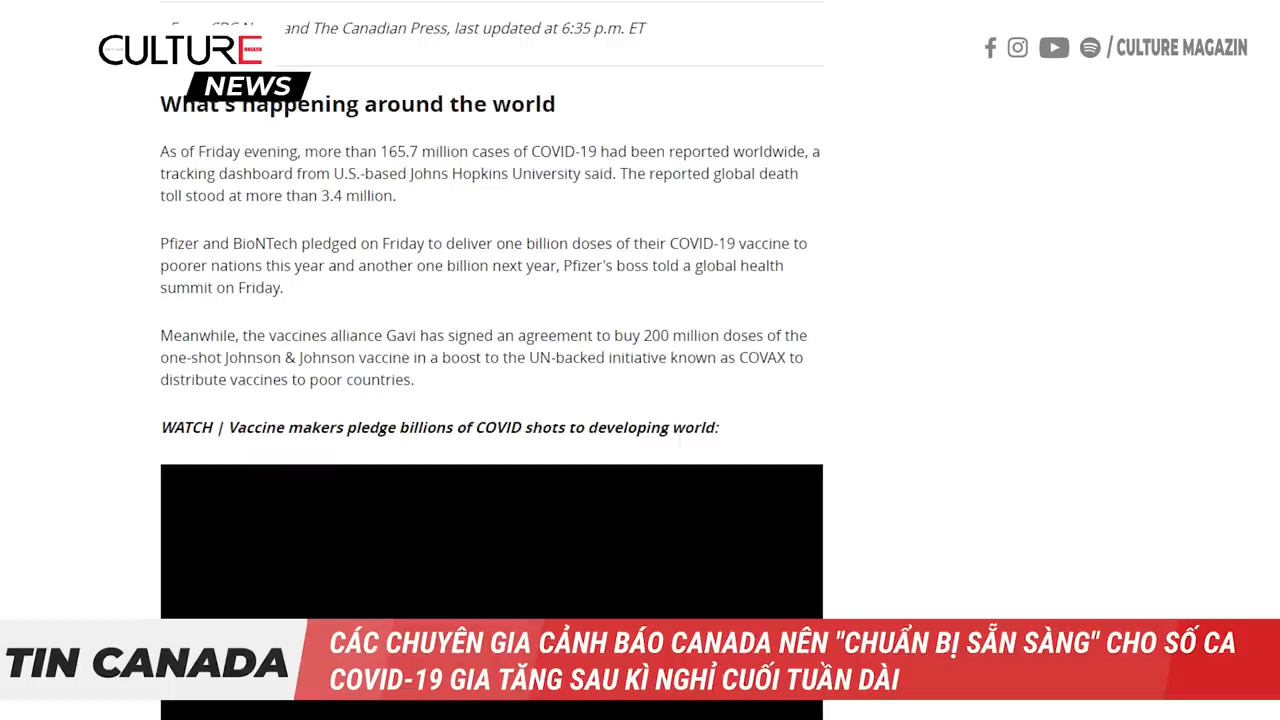 and The Canadian Press, last updated at 6:35 p.m. ET
CULTURE
MAGAZIN
NEWS
/ CULTURE MAGAZIN
What's happening around the world
As of Friday evening, more than 165.7 million cases of COVID-19 had been reported worldwide, a
tracking dashboard from U.S.-based Johns Hopkins University said. The reported global death
toll stood at more than 3.4 million.
Pfizer and BioNTech pledged on Friday to deliver one billion doses of their COVID-19 vaccine to
poorer nations this year and another one billion next year, Pfizer's boss told a global health
summit on Friday.
Meanwhile, the vaccines alliance Gavi has signed an agreement to buy 200 million doses of the
one-shot Johnson & Johnson vaccine in a boost to the UN-backed initiative known as COVAX to
distribute vaccines to poor countries.
WATCH | Vaccine makers pledge billions of COVID shots to developing world:
TIN CANADA
CÁC CHUYÊN GIA CẢNH BÁO CANADA NÊN "CHUẨN BỊ SẴN SÀNG" CHO SỐ CA
COVID-19 GIA TĂNG SAU KÌ NGHỈ CUỐI TUẦN DÀI